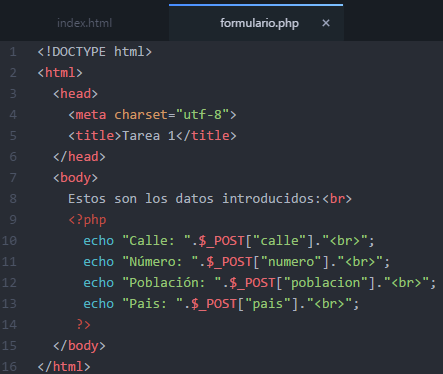 index.html
formulario.php ×
1 <!DOCTYPE html>
2 <html>
3 <head>
4 <meta charset="utf-8">
5 <title>Tarea 1</title>
6 </head>
7 <body>
8 Estos son los datos introducidos:<br>
9 <?php
10 echo "Calle: ".$_POST["calle"]."<br>";
11 echo "Número: ".$_POST["numero"]."<br>";
12 echo "Población: ".$_POST["poblacion"]."<br>";
13 echo "Pais: ".$_POST["pais"]."<br>";
14 ?>
15 </body>
16 </html>